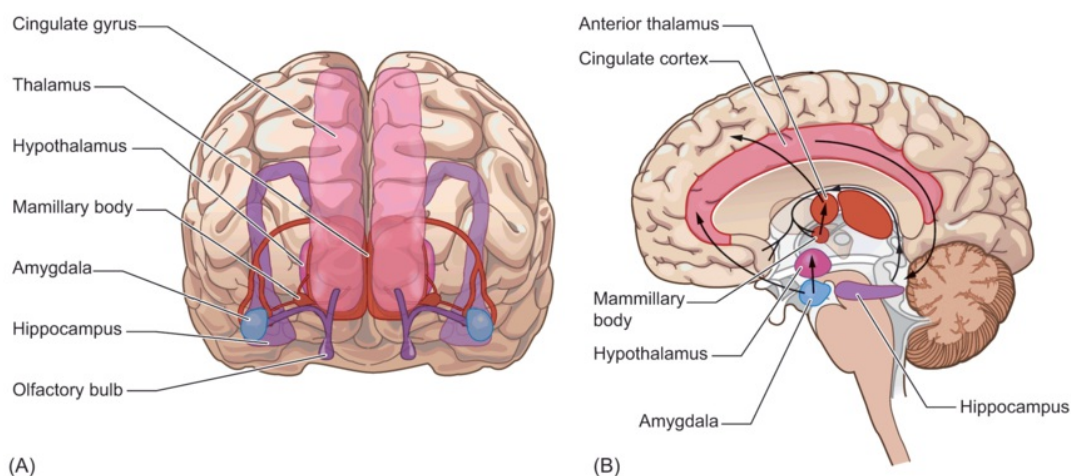 Cingulate gyrus
Thalamus
Hypothalamus
Mamillary body
Amygdala
Hippocampus
Olfactory bulb
(A)
Anterior thalamus
Cingulate cortex
Mammillary
body
Hypothalamus
Amygdala
Hippocampus
(B)